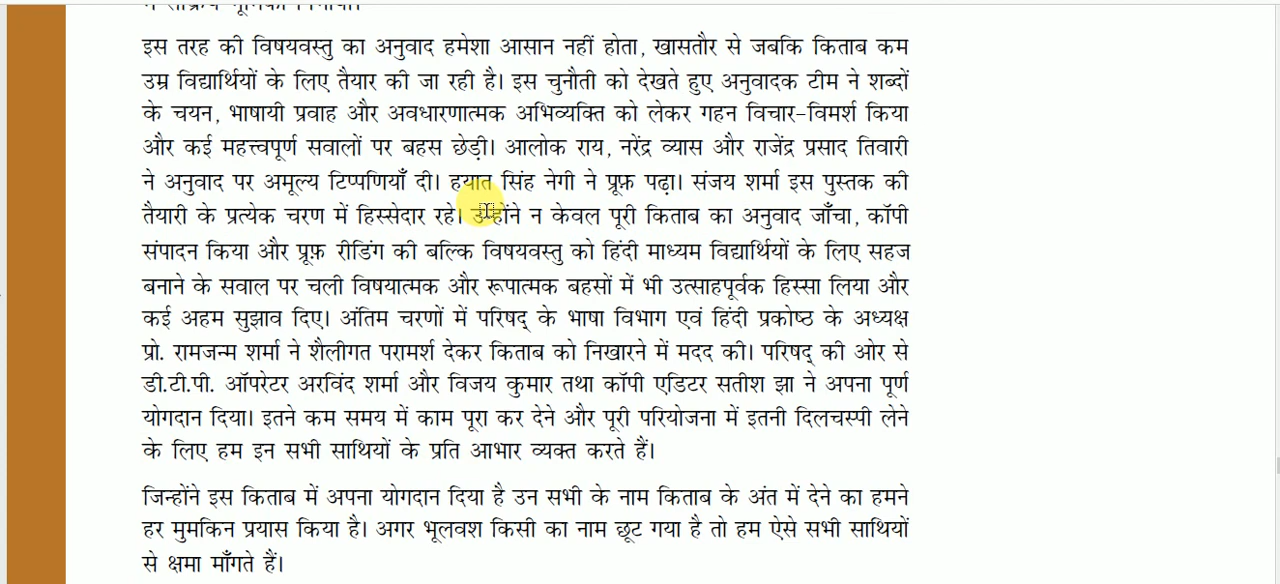 इस तरह की विषयवस्तु का अनुवाद हमेशा आसान नहीं होता, खासतौर से जबकि किताब कम
उम्र विद्यार्थियों के लिए तैयार की जा रही है। इस चुनौती को देखते हुए अनुवादक टीम ने शब्दों
के चयन, भाषायी प्रवाह और अवधारणात्मक अभिव्यक्ति को लेकर गहन विचार-विमर्श किया
और कई महत्त्वपूर्ण सवालों पर बहस छेड़ी। आलोक राय, नरेंद्र व्यास और राजेंद्र प्रसाद तिवारी
ने अनुवाद पर अमूल्य टिप्पणियाँ दी। हयात सिंह नेगी ने प्रूफ़ पढ़ा। संजय शर्मा इस पुस्तक की
तैयारी के प्रत्येक चरण में हिस्सेदार रहे। उन्होंने न केवल पूरी किताब का अनुवाद जाँचा, कॉपी
संपादन किया और प्रूफ़ रीडिंग की बल्कि विषयवस्तु को हिंदी माध्यम विद्यार्थियों के लिए सहज
बनाने के सवाल पर चली विषयात्मक और रूपात्मक बहसों में भी उत्साहपूर्वक हिस्सा लिया और
कई अहम सुझाव दिए। अंतिम चरणों में परिषद् के भाषा विभाग एवं हिंदी प्रकोष्ठ के अध्यक्ष
प्रो. रामजन्म शर्मा ने शैलीगत परामर्श देकर किताब को निखारने में मदद की। परिषद् की ओर से
डी.टी.पी. ऑपरेटर अरविंद शर्मा और विजय कुमार तथा कॉपी एडिटर सतीश झा ने अपना पूर्ण
योगदान दिया। इतने कम समय में काम पूरा कर देने और पूरी परियोजना में इतनी दिलचस्पी लेने
के लिए हम इन सभी साथियों के प्रति आभार व्यक्त करते हैं।
जिन्होंने इस किताब में अपना योगदान दिया है उन सभी के नाम किताब के अंत में देने का हमने
हर मुमकिन प्रयास किया है। अगर भूलवश किसी का नाम छूट गया है तो हम ऐसे सभी साथियों
से क्षमा माँगते हैं।